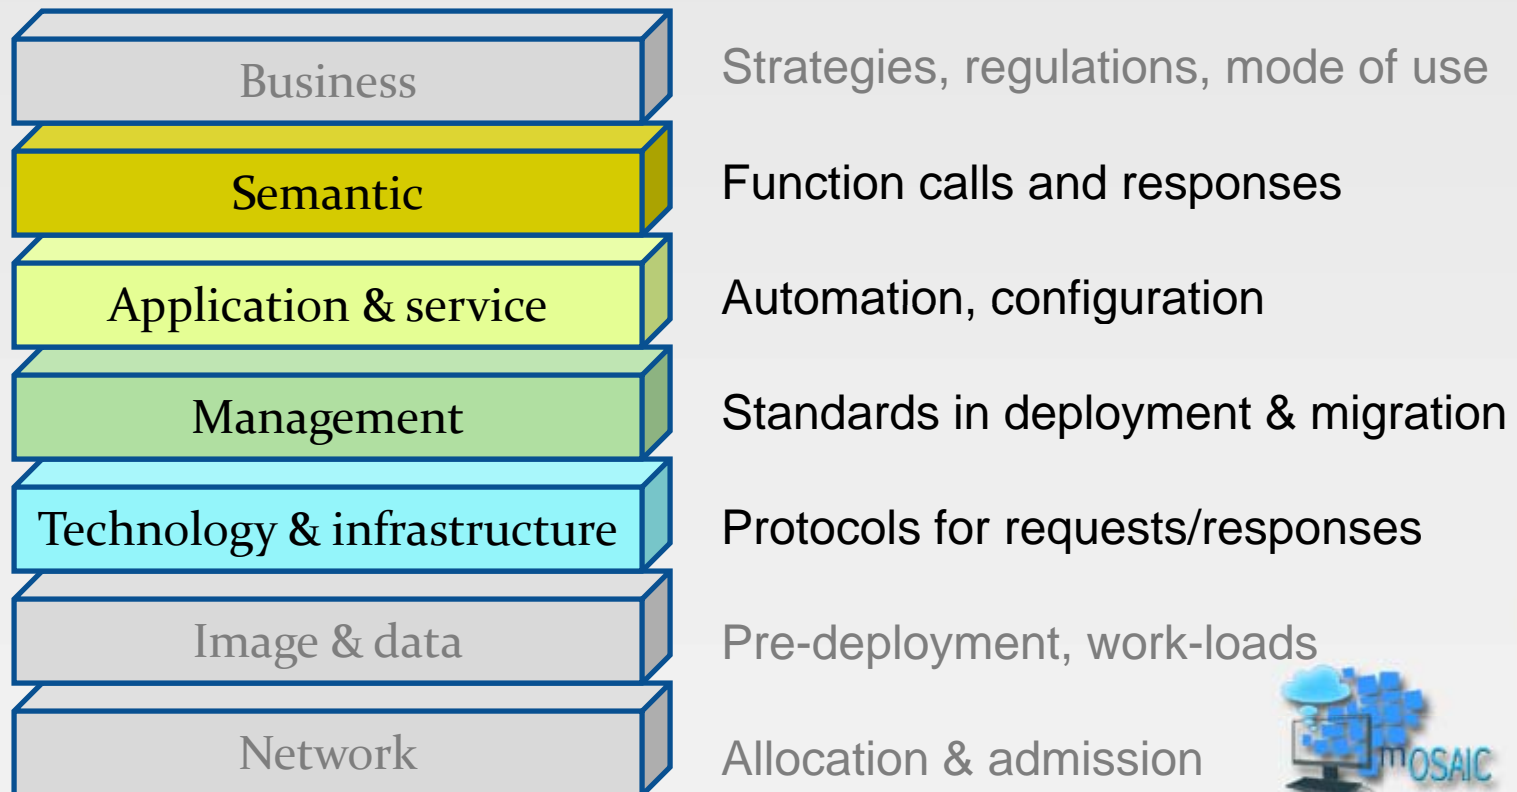 Business
Strategies, regulations, mode of use
Semantic
Function calls and responses
Application & service
Automation, configuration
Management
Standards in deployment & migration
Technology & infrastructure
Protocols for requests/responses
Image & data
Pre-deployment, work-loads
Network
Allocation & admission
mOSAIC